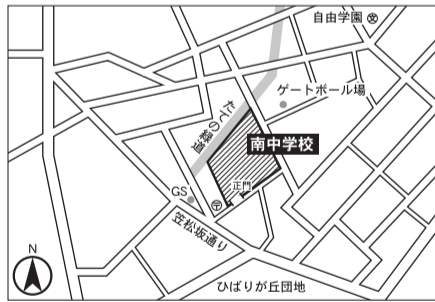 自由学園
ゲートボール場
たての緑道
南中学校
正門
GS
笠松坂通り
ひばりが丘団地
N